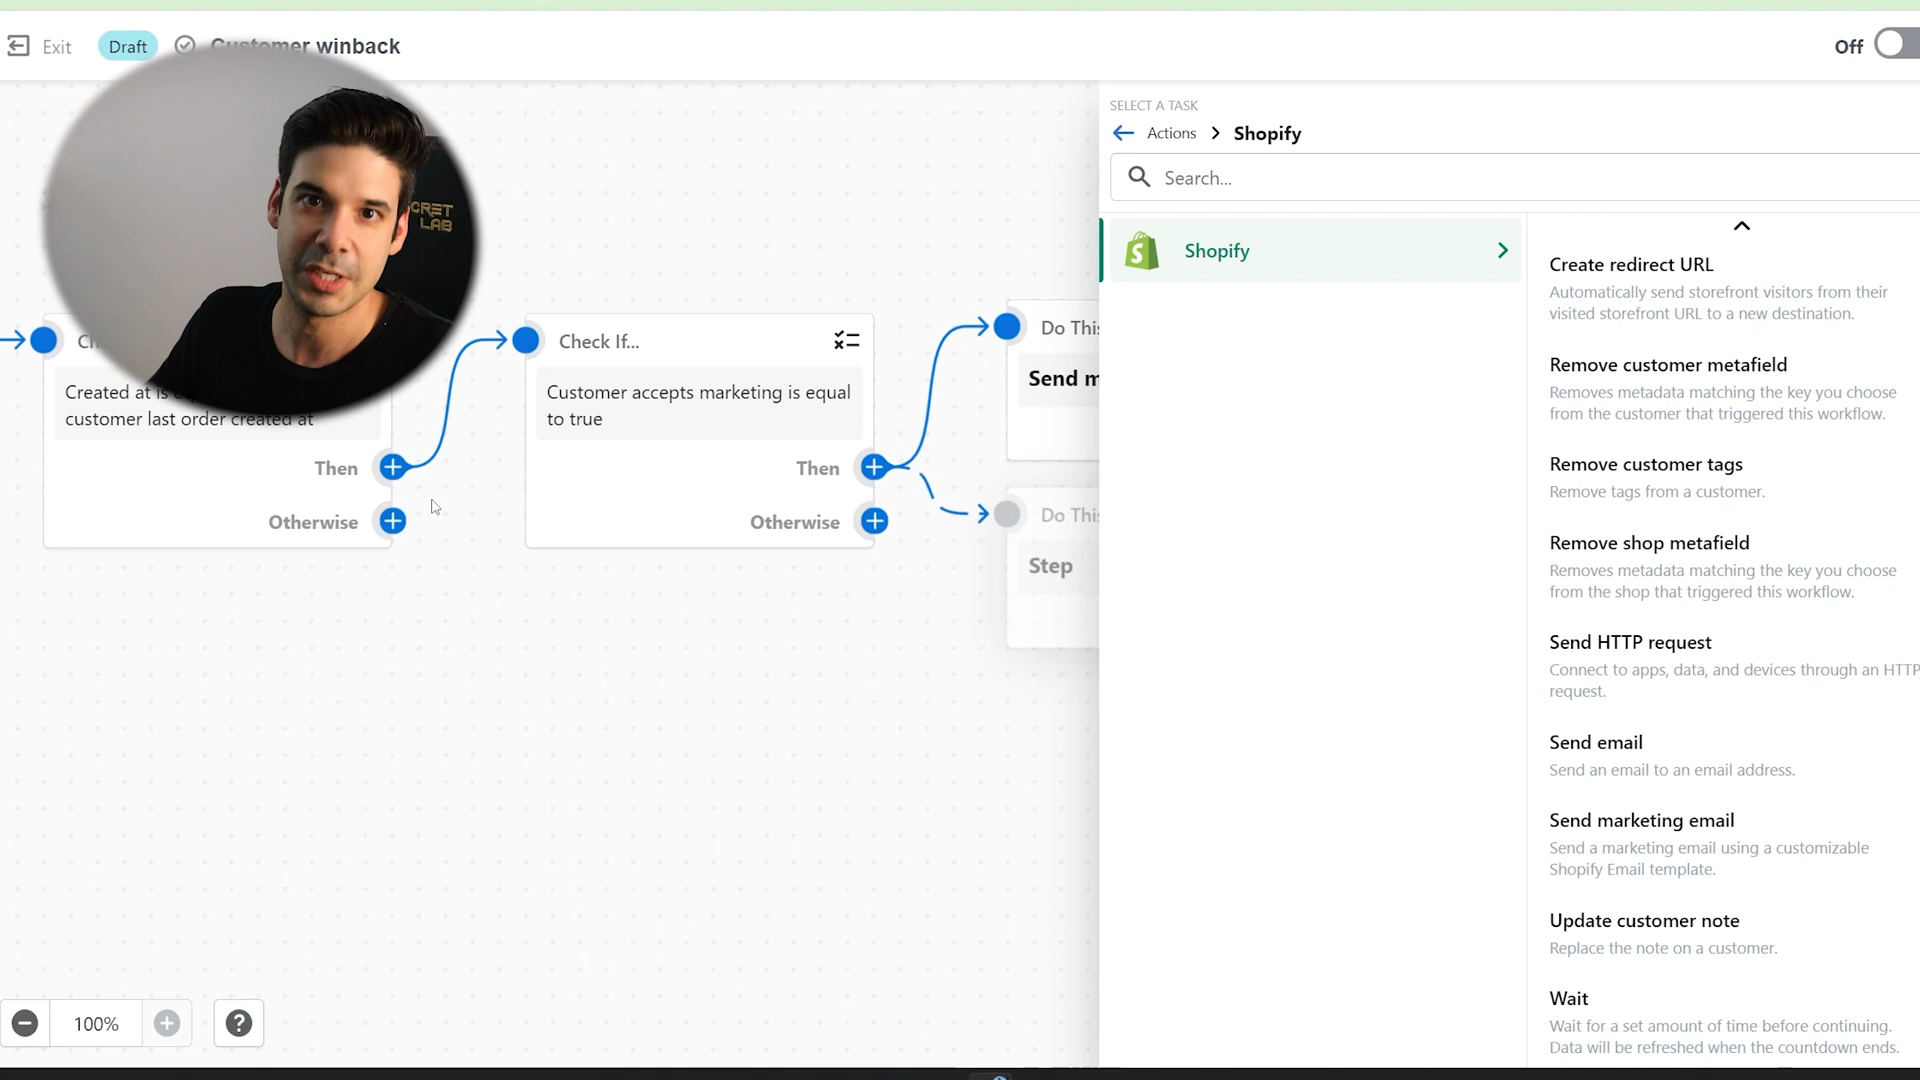 Exit
Draft
Customer winback
Off
SELECT A TASK
Actions
Shopify
Search...
Shopify
Create redirect URL
Automatically send storefront visitors from their
visited storefront URL to a new destination.
Remove customer metafield
Removes metadata matching the key you choose
from the customer that triggered this workflow.
Remove customer tags
Remove tags from a customer.
Remove shop metafield
Removes metadata matching the key you choose
from the shop that triggered this workflow.
Send HTTP request
Connect to apps, data, and devices through an HTTP
request.
Send email
Send an email to an email address.
Send marketing email
Send a marketing email using a customizable
Shopify Email template.
Update customer note
Replace the note on a customer.
Wait
Wait for a set amount of time before continuing.
Data will be refreshed when the countdown ends.
CRET
LAB
Created at is
customer last order created at
Then
Otherwise
Check If...
Customer accepts marketing is equal
to true
Then
Otherwise
Do This
Send m
Do This
Step
100%